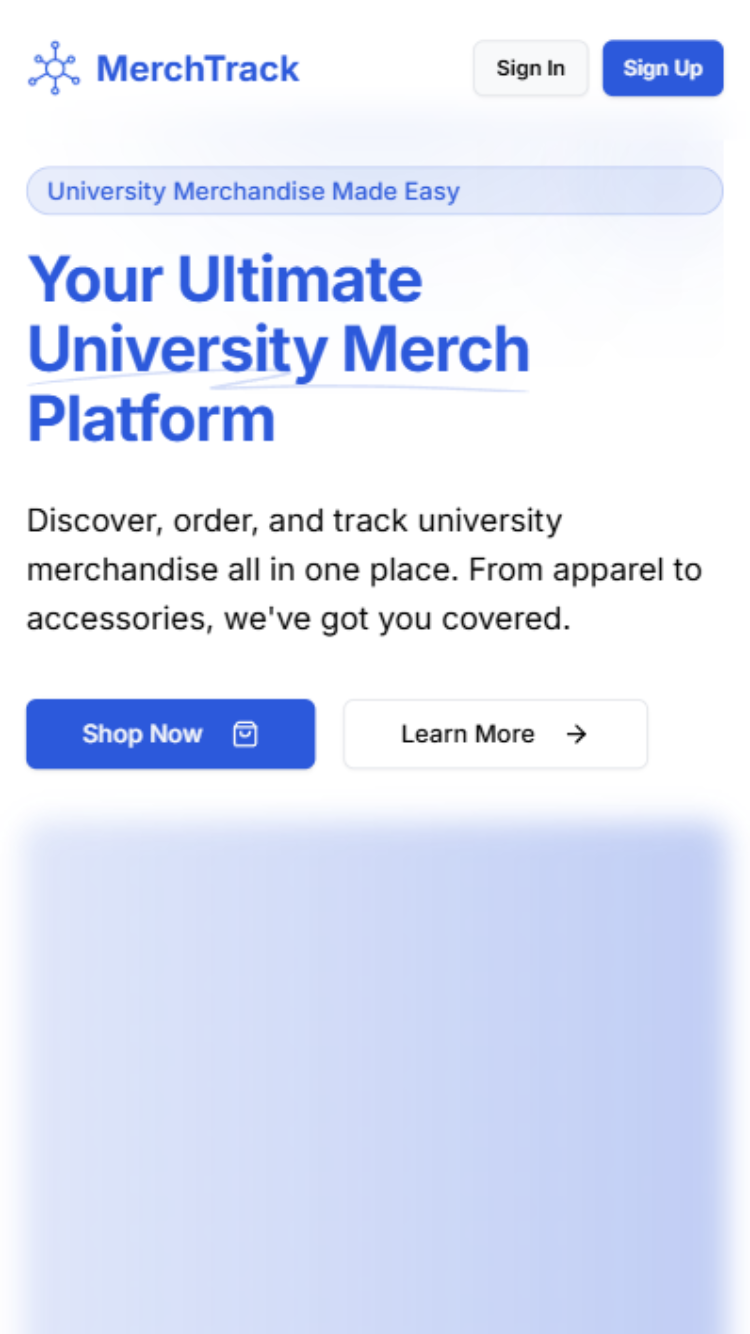 MerchTrack
Sign In
Sign Up
University Merchandise Made Easy
Your Ultimate
University Merch
Platform
Discover, order, and track university
merchandise all in one place. From apparel to
accessories, we've got you covered.
Shop Now
Learn More